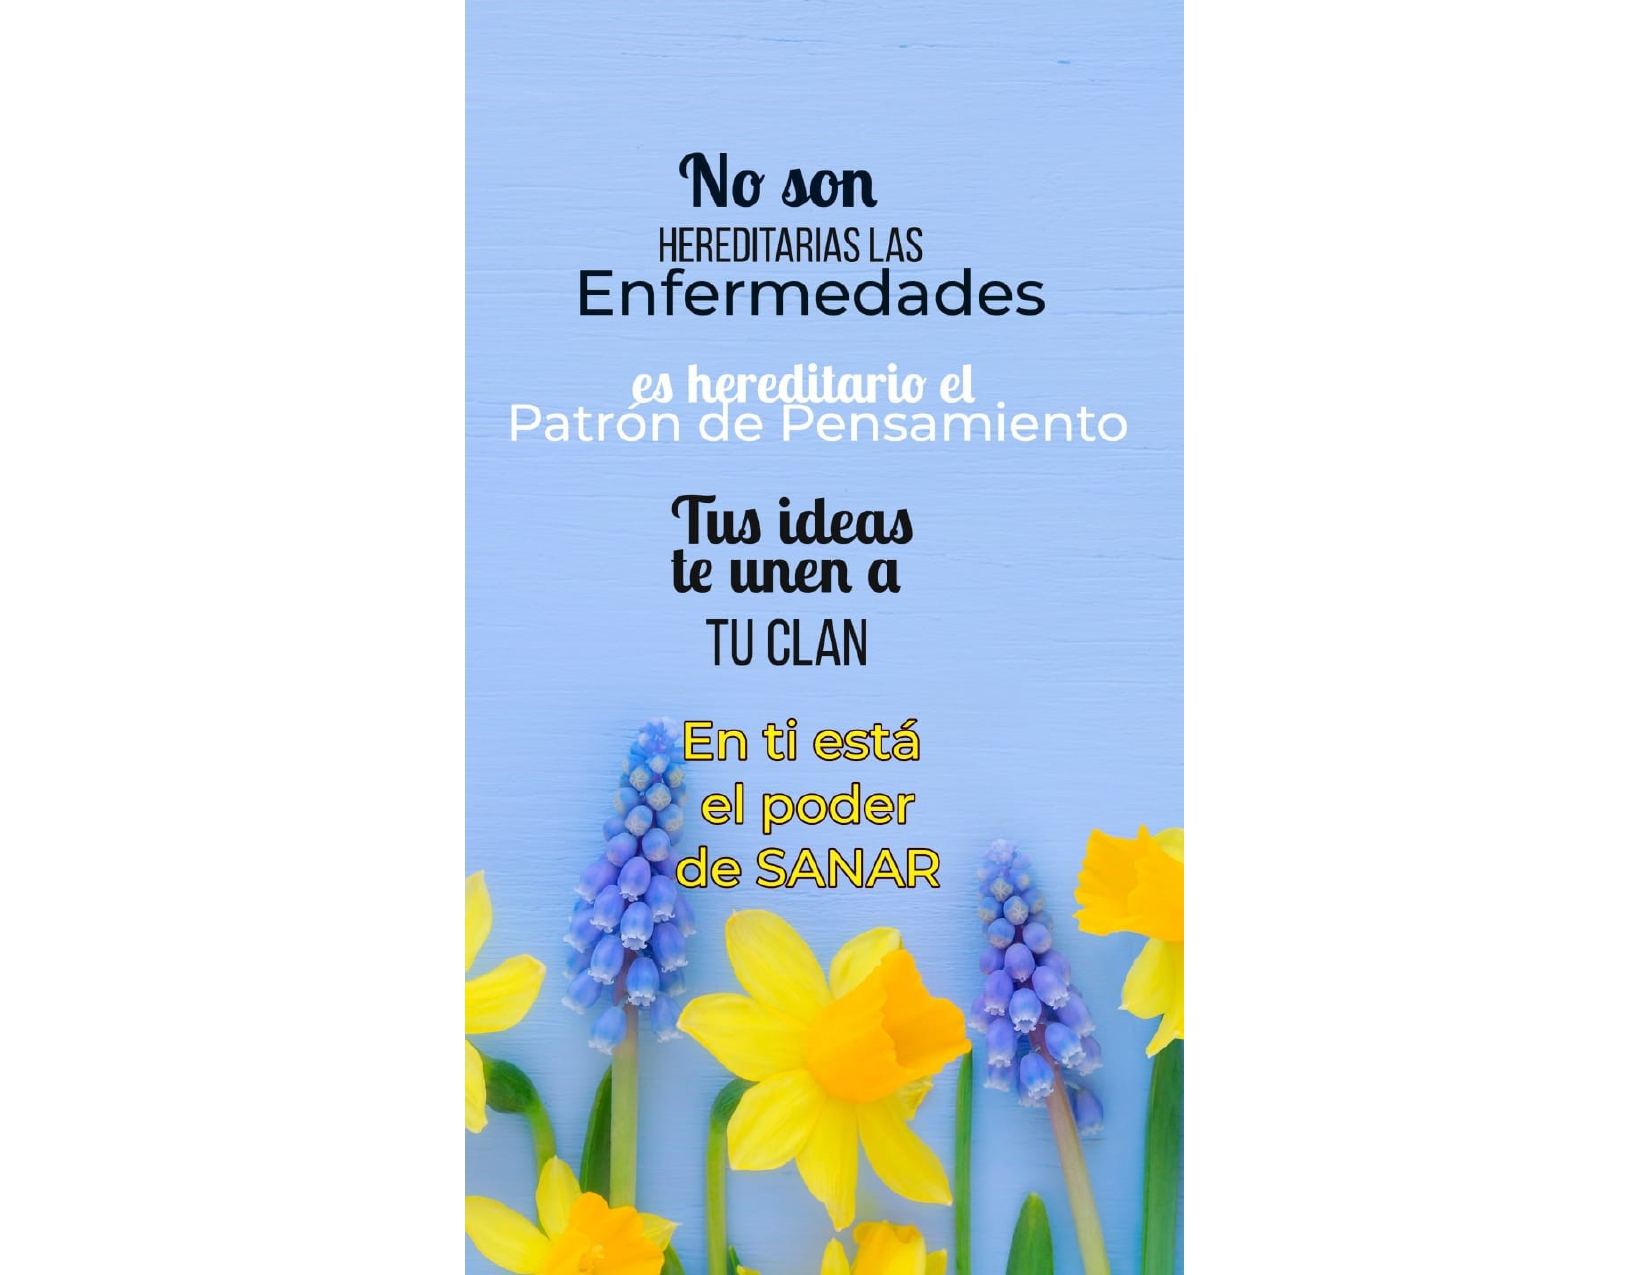 No son
HEREDITARIAS LAS
Enfermedades
es hereditario el
Patrón de Pensamiento
Tus ideas
te unen a
TU CLAN
En ti está
el poder
de SANAR